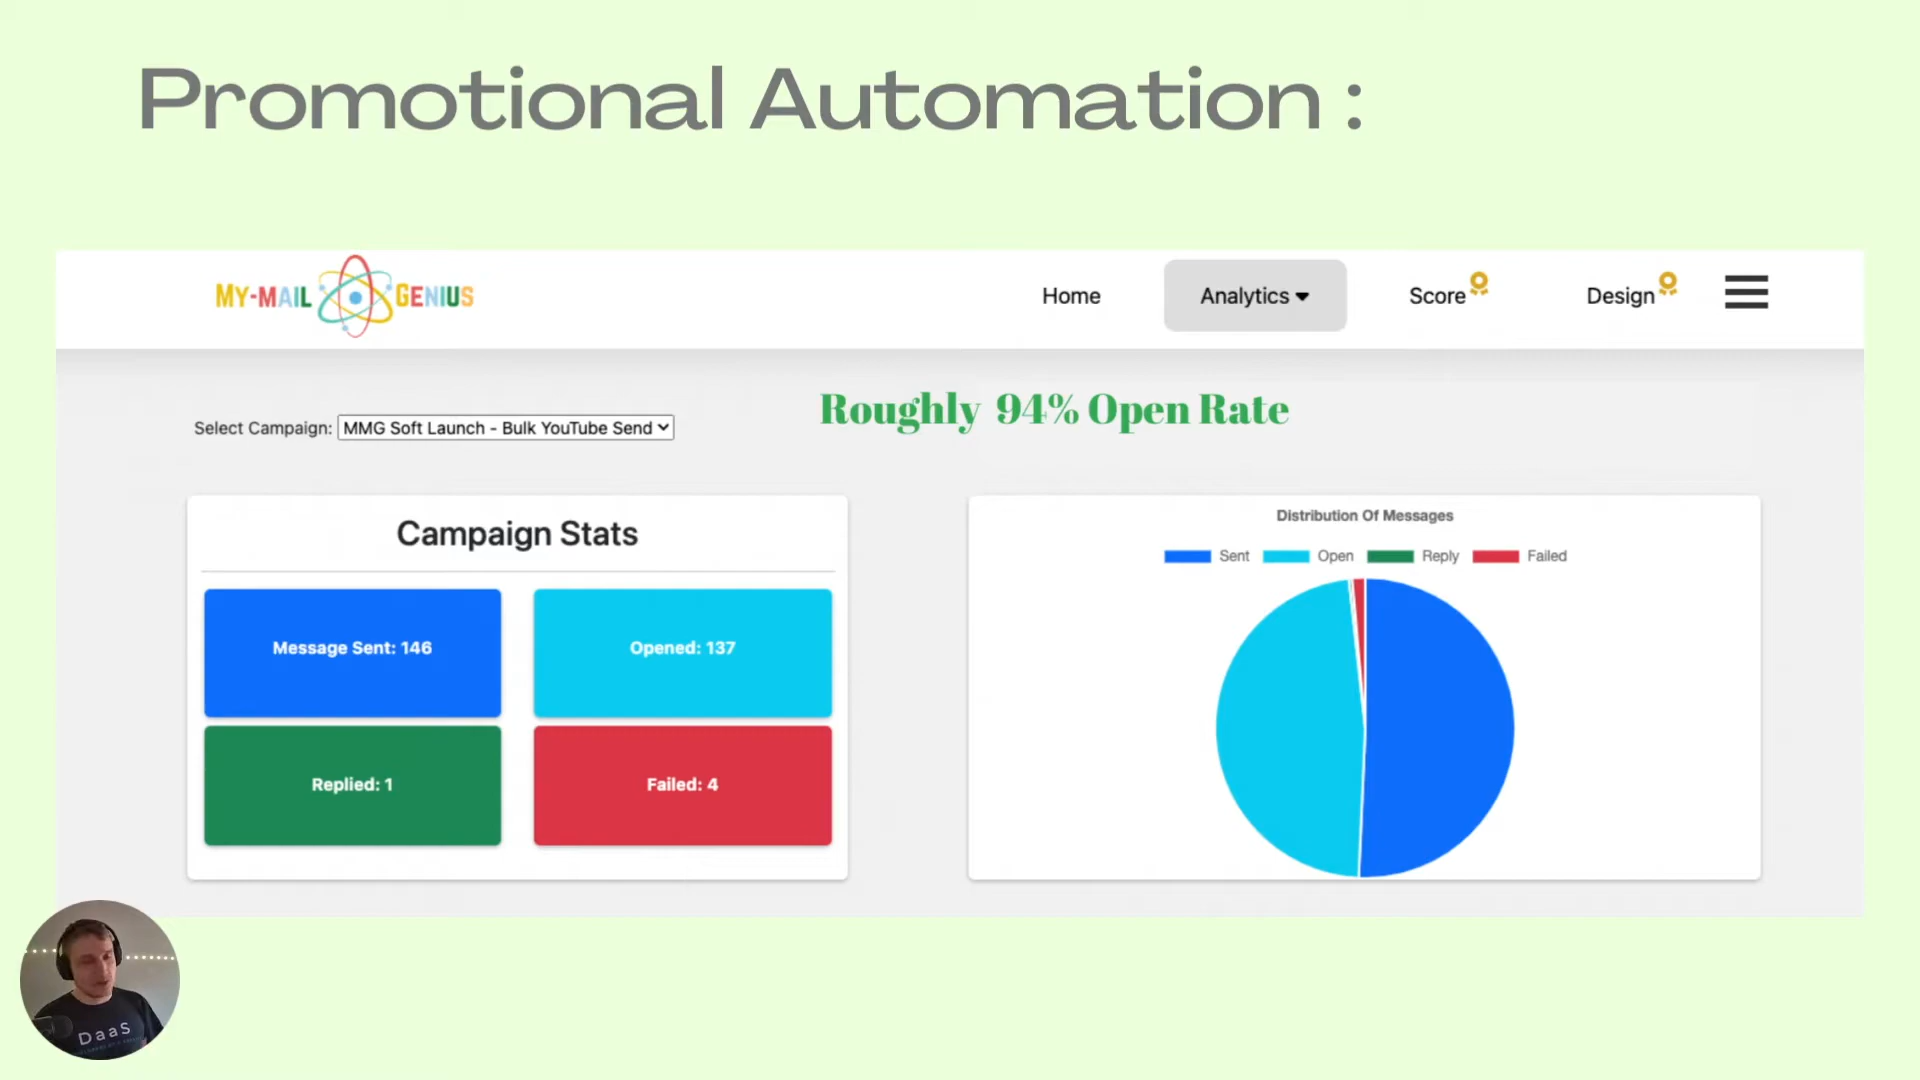 Promotional Automation :
MY-MAIL GENIUS
Home
Analytics
Score
Design
Roughly 94% Open Rate
Select Campaign: MMG Soft Launch - Bulk YouTube Send
Campaign Stats
Message Sent: 146
Opened: 137
Replied: 1
Failed: 4
Distribution Of Messages
Sent Open Reply Failed
DaaS